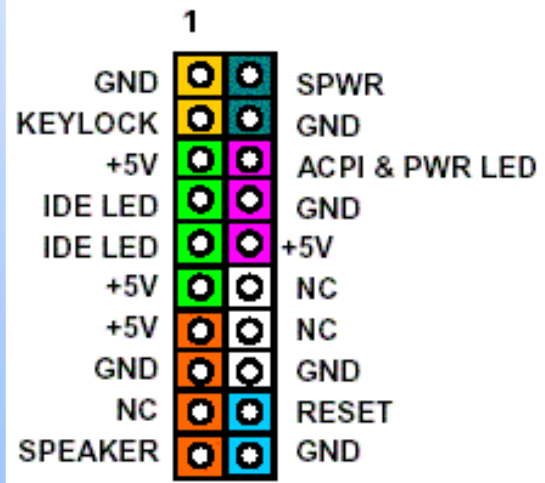 1
GND SPWR
KEYLOCK GND
+5V ACPI & PWR LED
IDE LED GND
IDE LED +5V
+5V NC
+5V NC
GND GND
NC RESET
SPEAKER GND